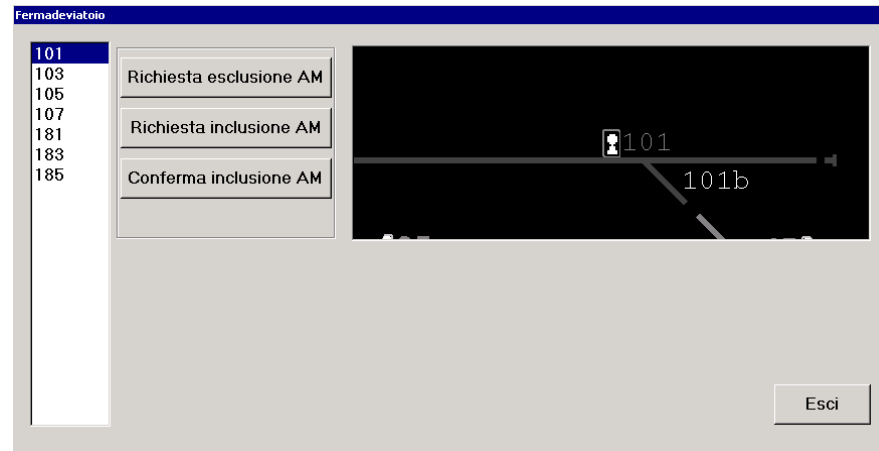 Fermadeviatoio
101
103
105
107
181
183
185
Richiesta esclusione AM
Richiesta inclusione AM
Conferma inclusione AM
101
101b
Esci